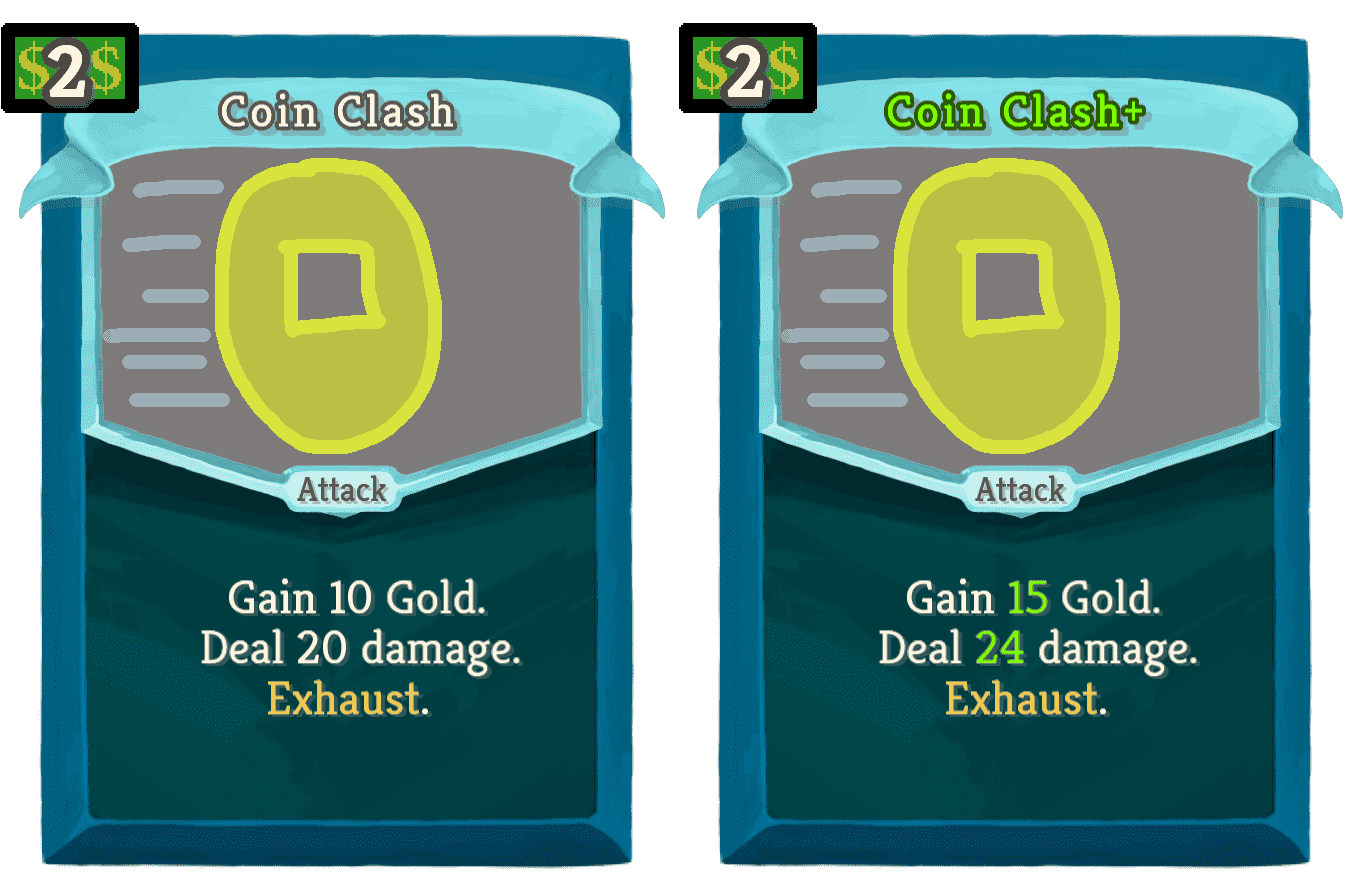 $2$
Coin Clash
Attack
Gain 10 Gold.
Deal 20 damage.
Exhaust.
$2$
Coin Clash+
Attack
Gain 15 Gold.
Deal 24 damage.
Exhaust.